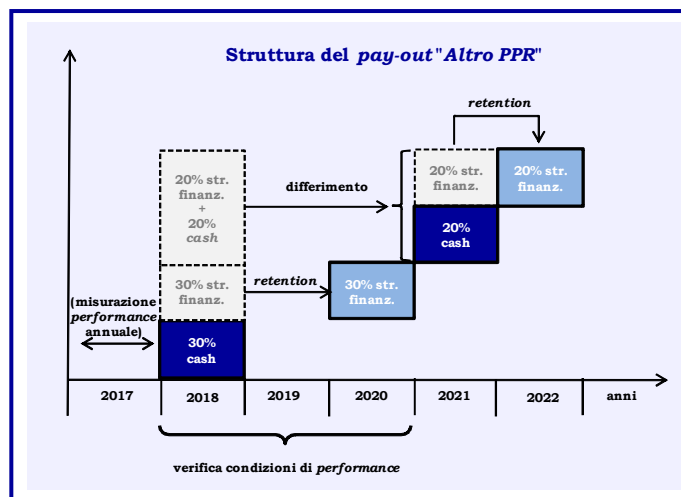 Struttura del pay-out "Altro PPR"
retention
20% str.
finanz.
+
20%
cash
differimento
20% str.
finanz.
20% str.
finanz.
20%
cash
30% str.
finanz.
retention
30% str.
finanz.
(misurazione
performance
annuale)
30%
cash
2017
2018
2019
2020
2021
2022
anni
verifica condizioni di performance